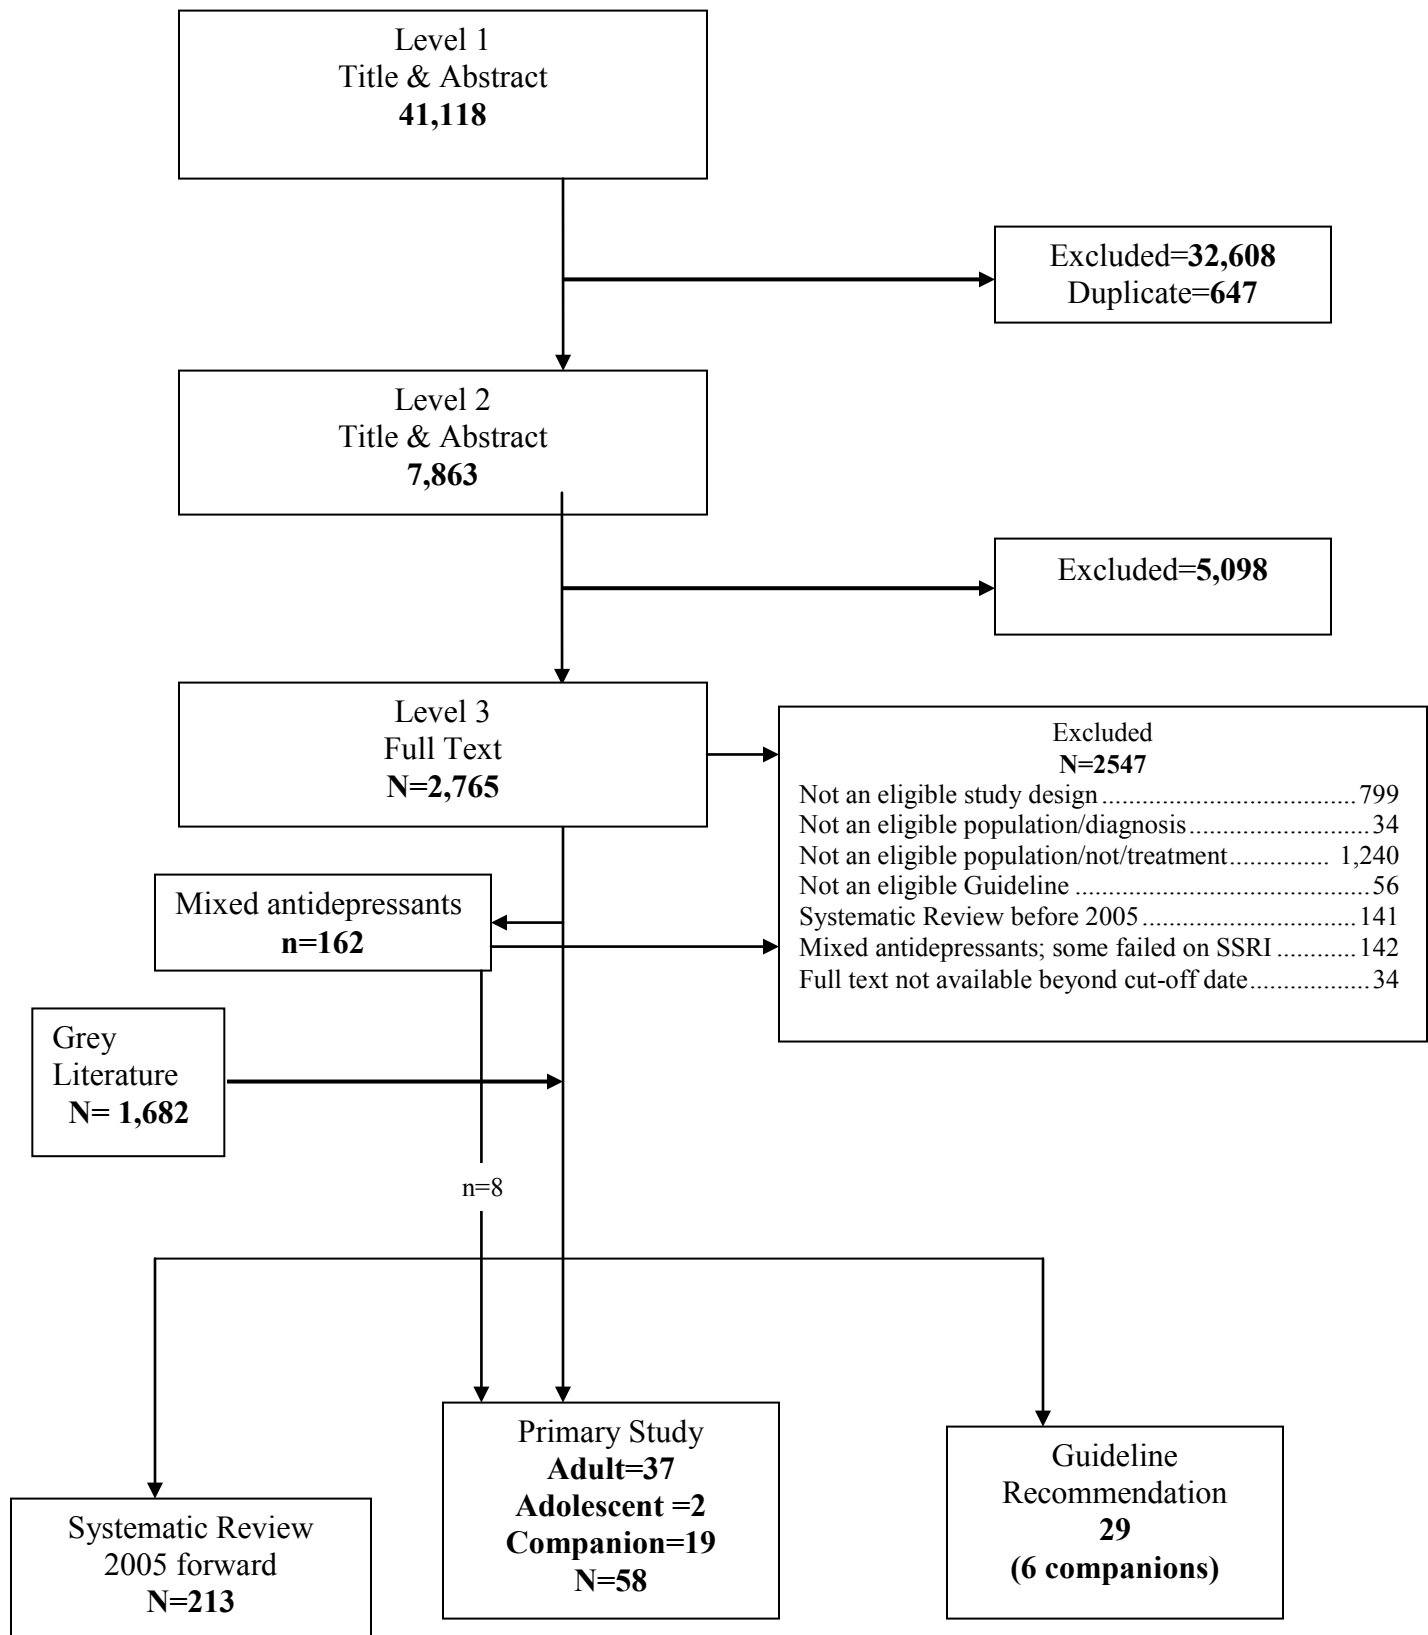 Level 1
Title & Abstract
41,118
Excluded=32,608
Duplicate=647
Level 2
Title & Abstract
7,863
Excluded=5,098
Level 3
Full Text
N=2,765
Excluded
N=2547
Not an eligible study design......................................799
Not an eligible population/diagnosis...........................34
Not an eligible population/not/treatment............... 1,240
Not an eligible Guideline ..........................................56
Systematic Review before 2005 ................................141
Mixed antidepressants; some failed on SSRI ............142
Full text not available beyond cut-off date..................34
Mixed antidepressants
n=162
Grey
Literature
N= 1,682
n=8
Systematic Review
2005 forward
N=213
Primary Study
Adult=37
Adolescent =2
Companion=19
N=58
Guideline
Recommendation
29
(6 companions)